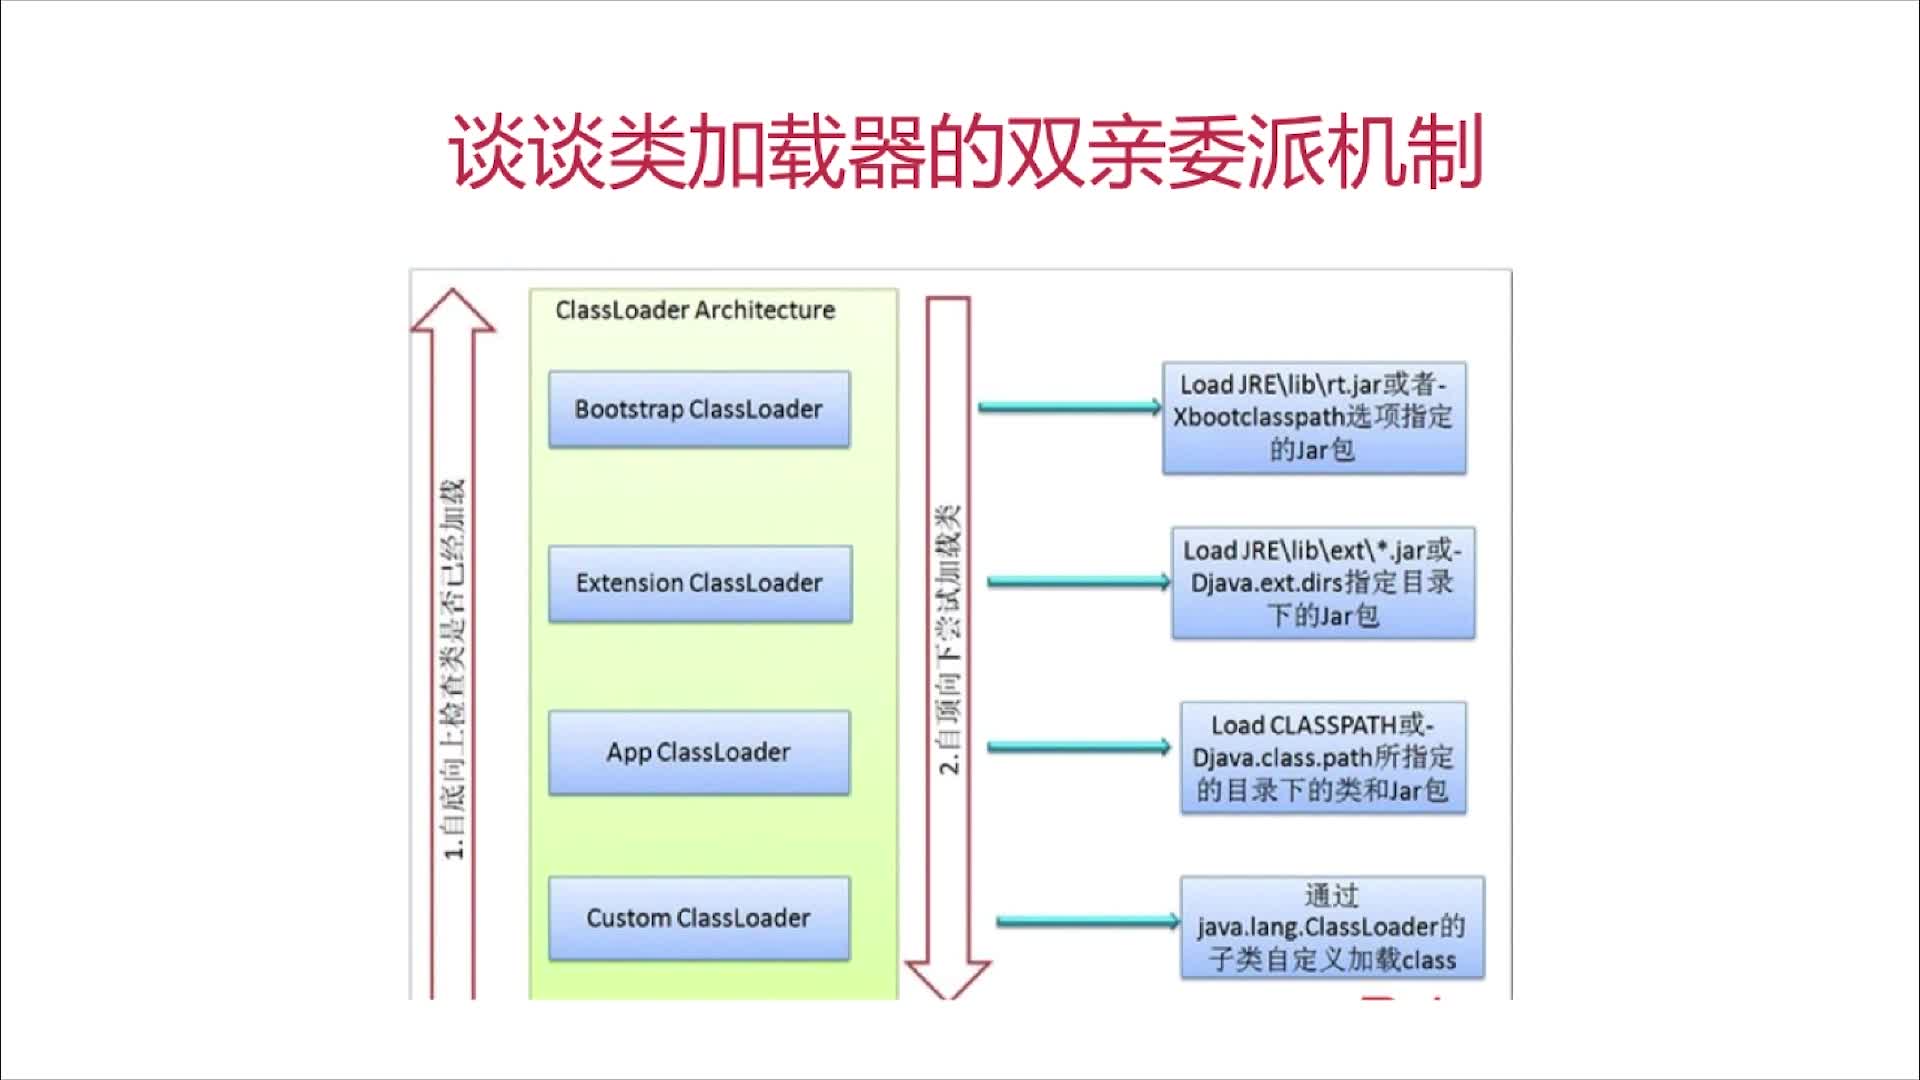 谈谈类加载器的双亲委派机制
ClassLoader Architecture
1.自底向上检查类是否已经加载
Bootstrap ClassLoader
Extension ClassLoader
App ClassLoader
Custom ClassLoader
2.自顶向下尝试加载类
Load JRE\lib\rt.jar或者-
Xbootclasspath选项指定
的Jar包
Load JRE\lib\ext\*.jar或-
Djava.ext.dirs指定目录
下的Jar包
Load CLASSPATH或-
Djava.class.path所指定
的目录下的类和Jar包
通过
java.lang.ClassLoader的
子类自定义加载class